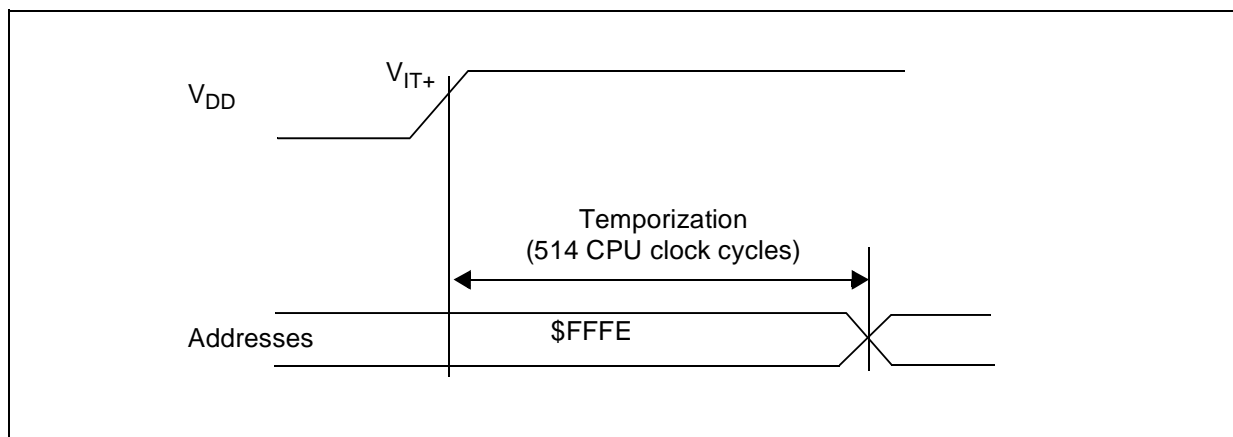 V_IT+
V_DD
Temporization
(514 CPU clock cycles)
$FFFE
Addresses